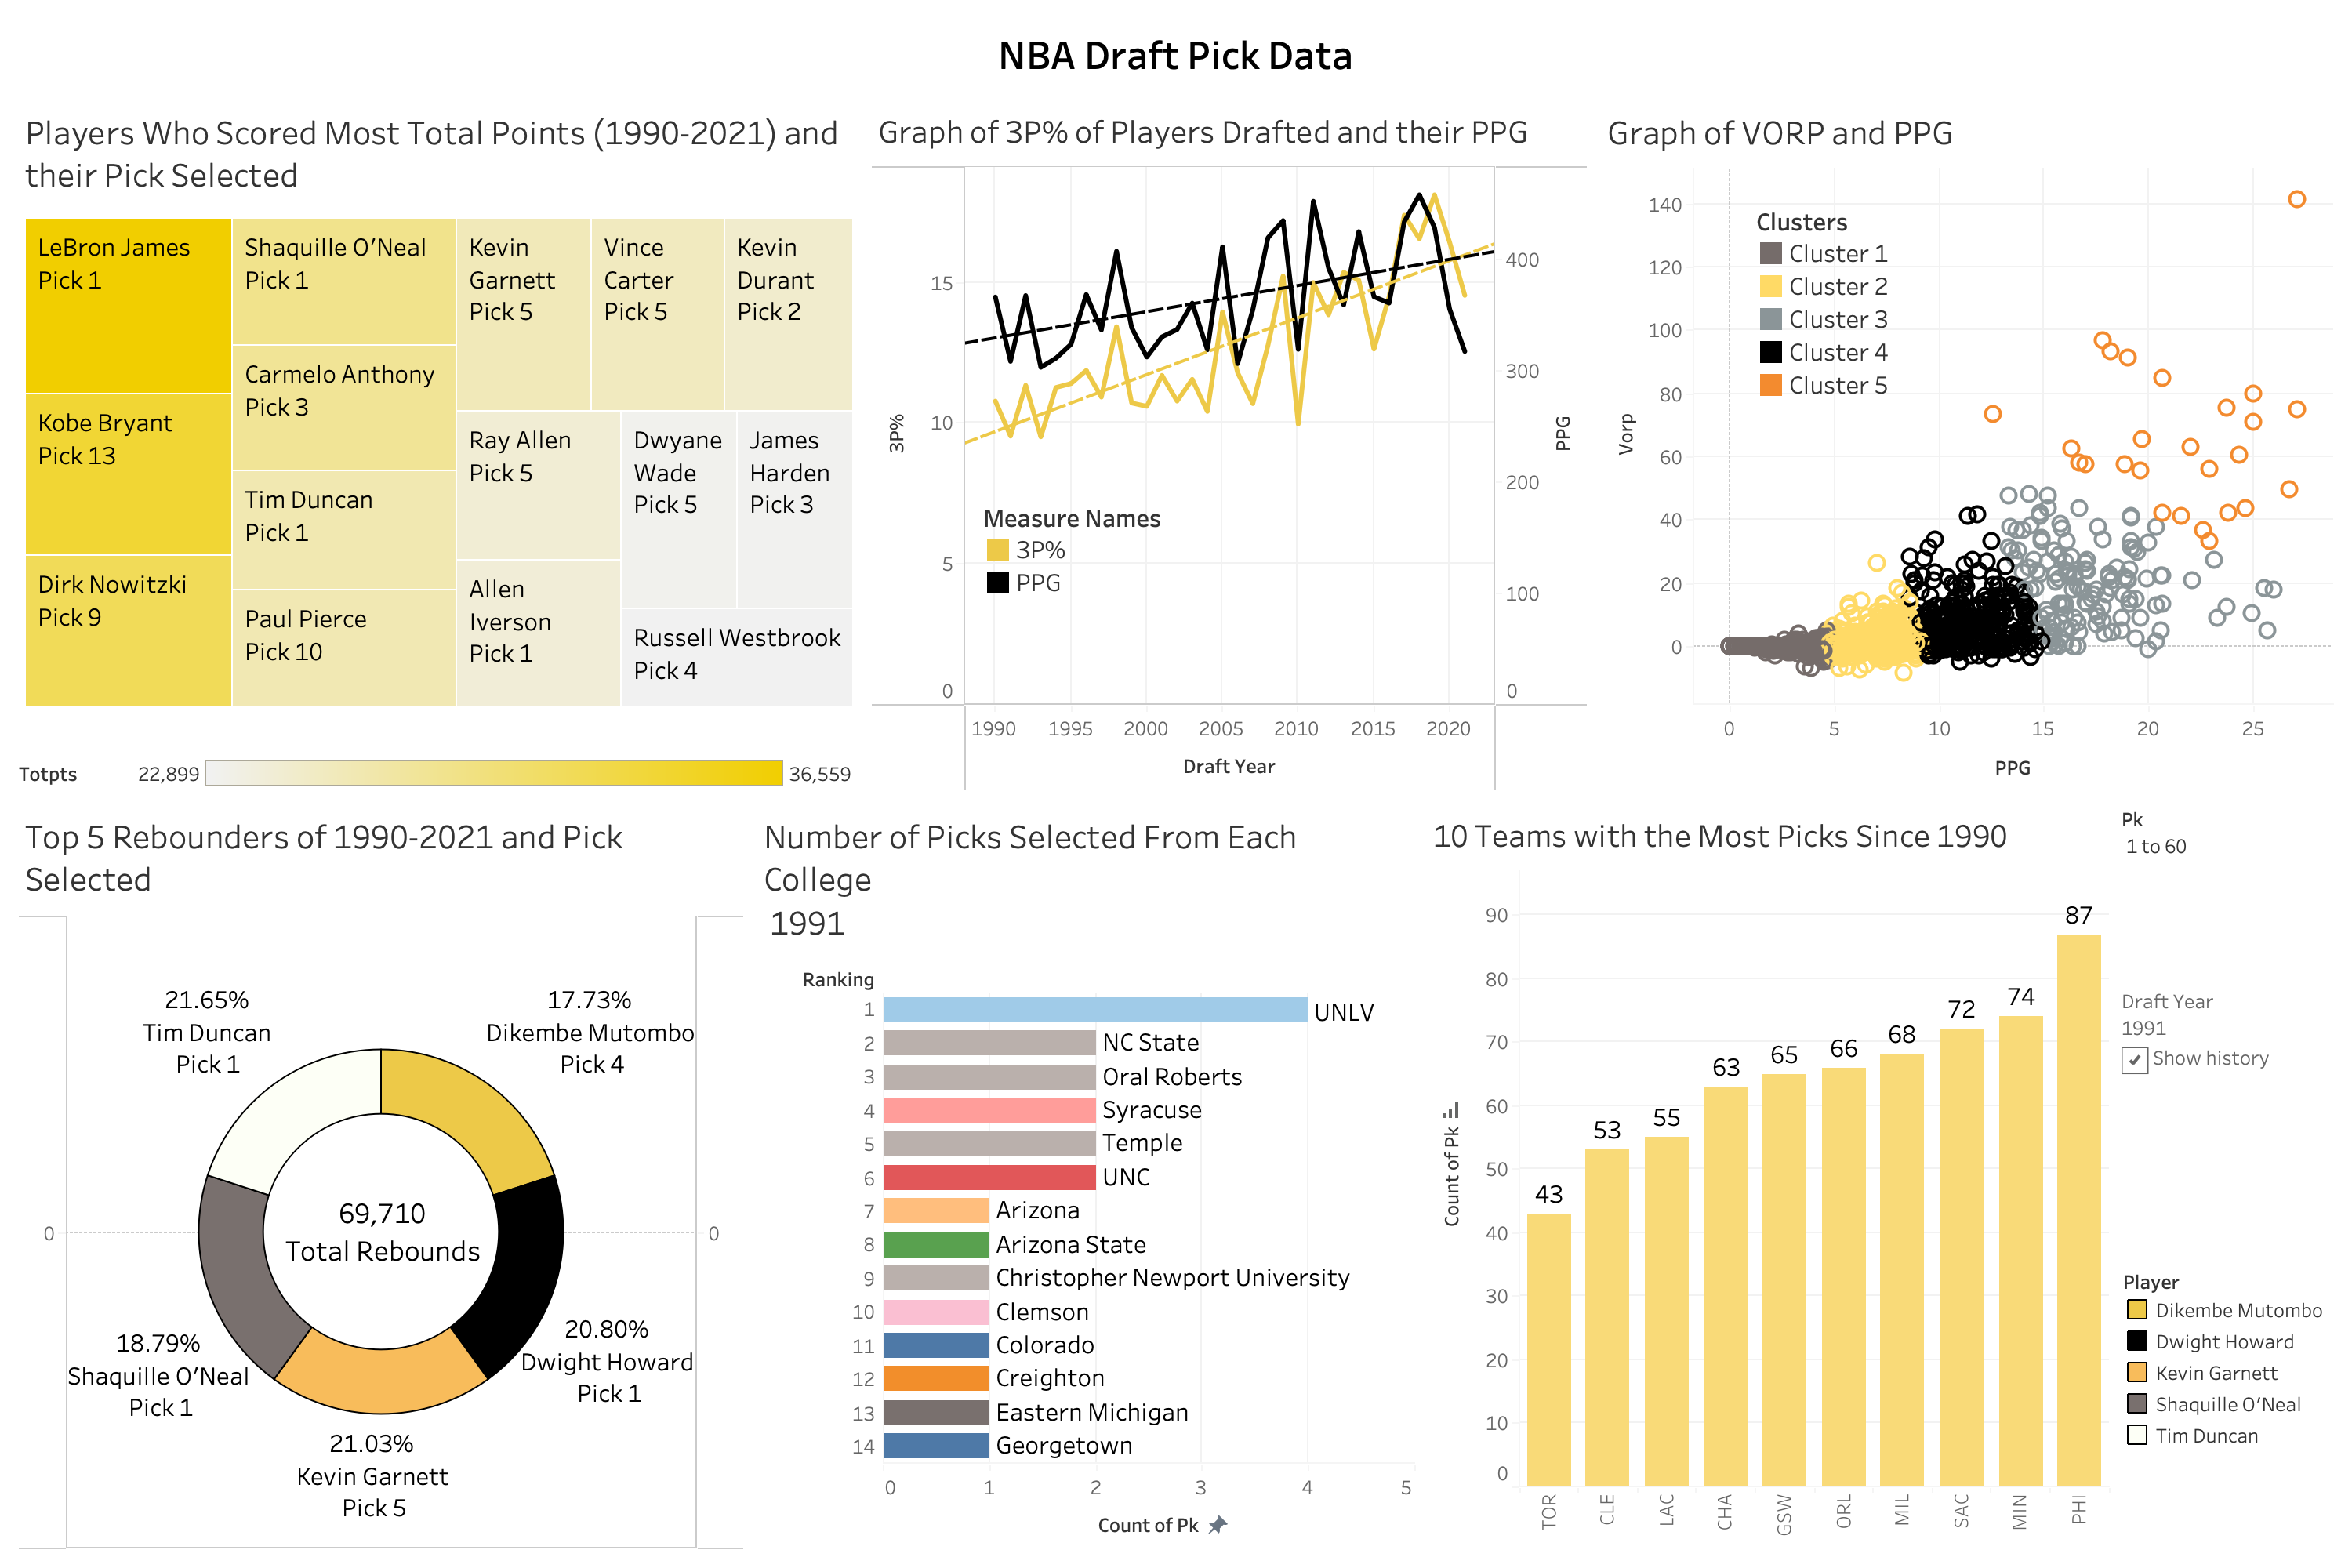 NBA Draft Pick Data
Players Who Scored Most Total Points (1990-2021) and
their Pick Selected
LeBron James
Pick 1
Kobe Bryant
Pick 13
Dirk Nowitzki
Pick 9
Shaquille O'Neal
Pick 1
Carmelo Anthony
Pick 3
Tim Duncan
Pick 1
Paul Pierce
Pick 10
Kevin
Garnett
Pick 5
Vince
Carter
Pick 5
Kevin
Durant
Pick 2
Ray Allen
Pick 5
Allen
Iverson
Pick 1
Dwyane
Wade
Pick 5
James
Harden
Pick 3
Russell Westbrook
Pick 4
Totpts
22,899
36,559
Graph of 3P% of Players Drafted and their PPG
3P%
15
10
5
0
PPG
400
300
200
100
0
Measure Names
3P%
PPG
1990
1995
2000
2005
2010
2015
2020
Draft Year
Graph of VORP and PPG
Vorp
140
120
100
80
60
40
20
0
Clusters
Cluster 1
Cluster 2
Cluster 3
Cluster 4
Cluster 5
0
5
10
15
20
25
PPG
Top 5 Rebounders of 1990-2021 and Pick
Selected
0
0
21.65%
Tim Duncan
Pick 1
17.73%
Dikembe Mutombo
Pick 4
69,710
Total Rebounds
18.79%
Shaquille O'Neal
Pick 1
20.80%
Dwight Howard
Pick 1
21.03%
Kevin Garnett
Pick 5
Number of Picks Selected From Each
College
1991
Ranking
1 UNLV
2 NC State
3 Oral Roberts
4 Syracuse
5 Temple
6 UNC
7 Arizona
8 Arizona State
9 Christopher Newport University
10 Clemson
11 Colorado
12 Creighton
13 Eastern Michigan
14 Georgetown
0
1
2
3
4
5
Count of Pk
10 Teams with the Most Picks Since 1990
Count of Pk
90
80
70
60
50
40
30
20
10
0
43
53
55
63
65
66
68
72
74
87
TOR
CLE
LAC
CHA
GSW
ORL
MIL
SAC
MIN
PHI
Pk
1 to 60
Draft Year
1991
Show history
Player
Dikembe Mutombo
Dwight Howard
Kevin Garnett
Shaquille O'Neal
Tim Duncan